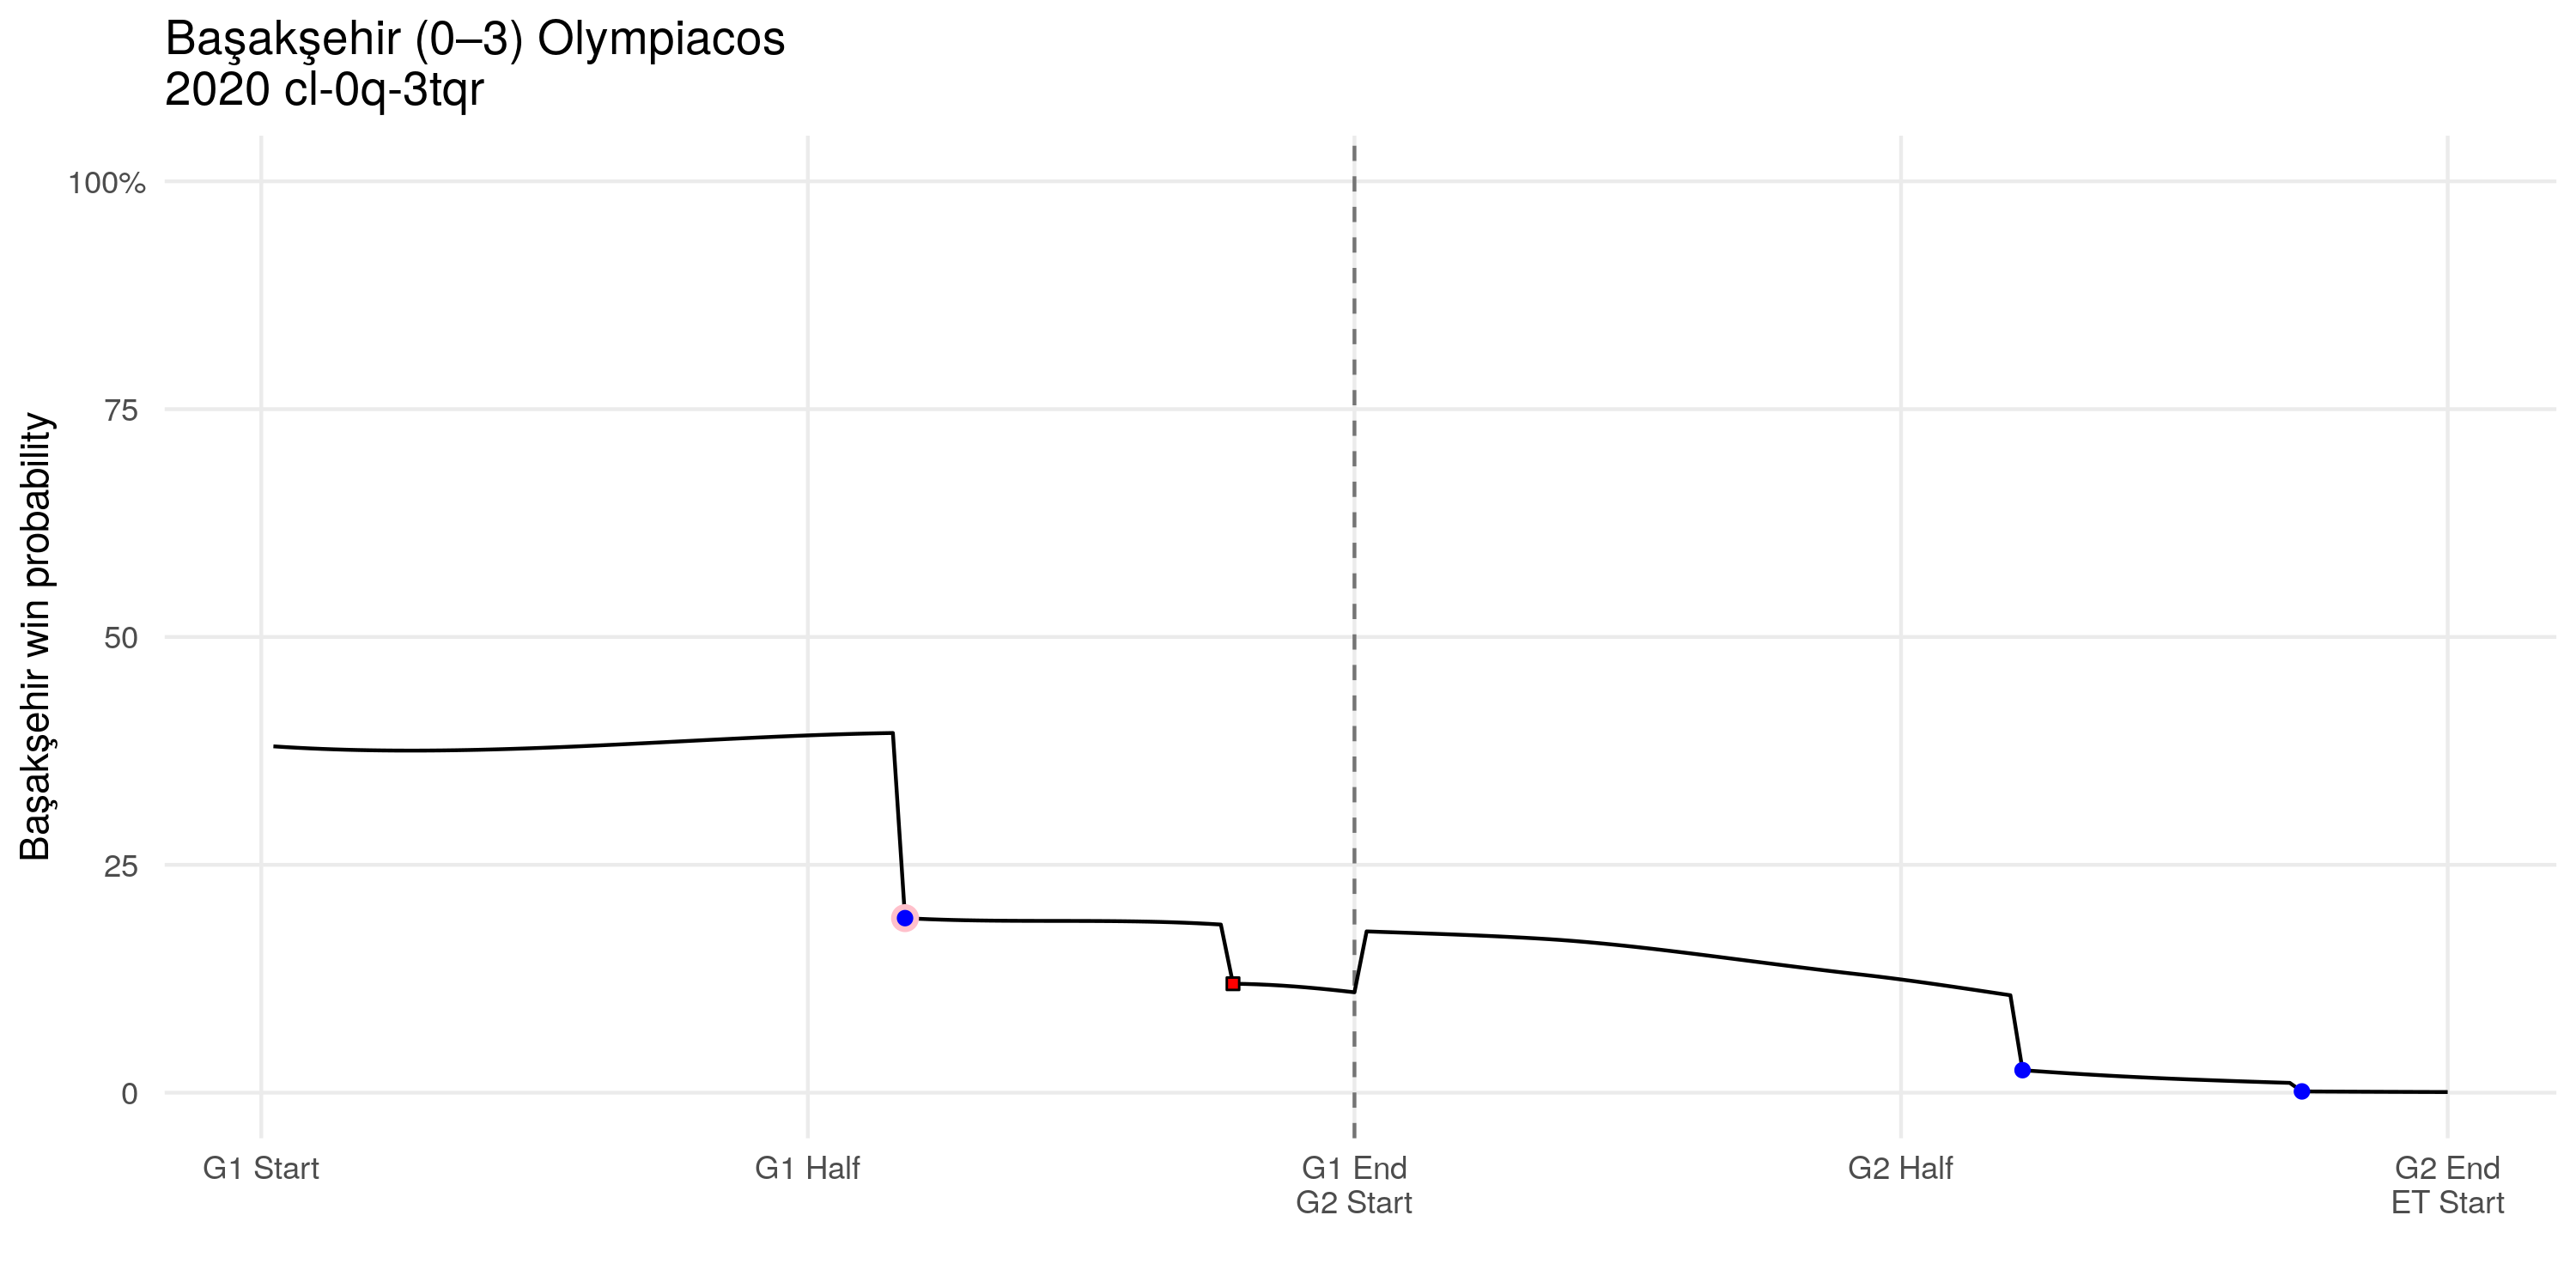 Başakşehir (0–3) Olympiacos
2020 cl-0q-3tqr
Başakşehir win probability
100%
75
50
25
0
G1 Start
G1 Half
G1 End
G2 Start
G2 Half
G2 End
ET Start